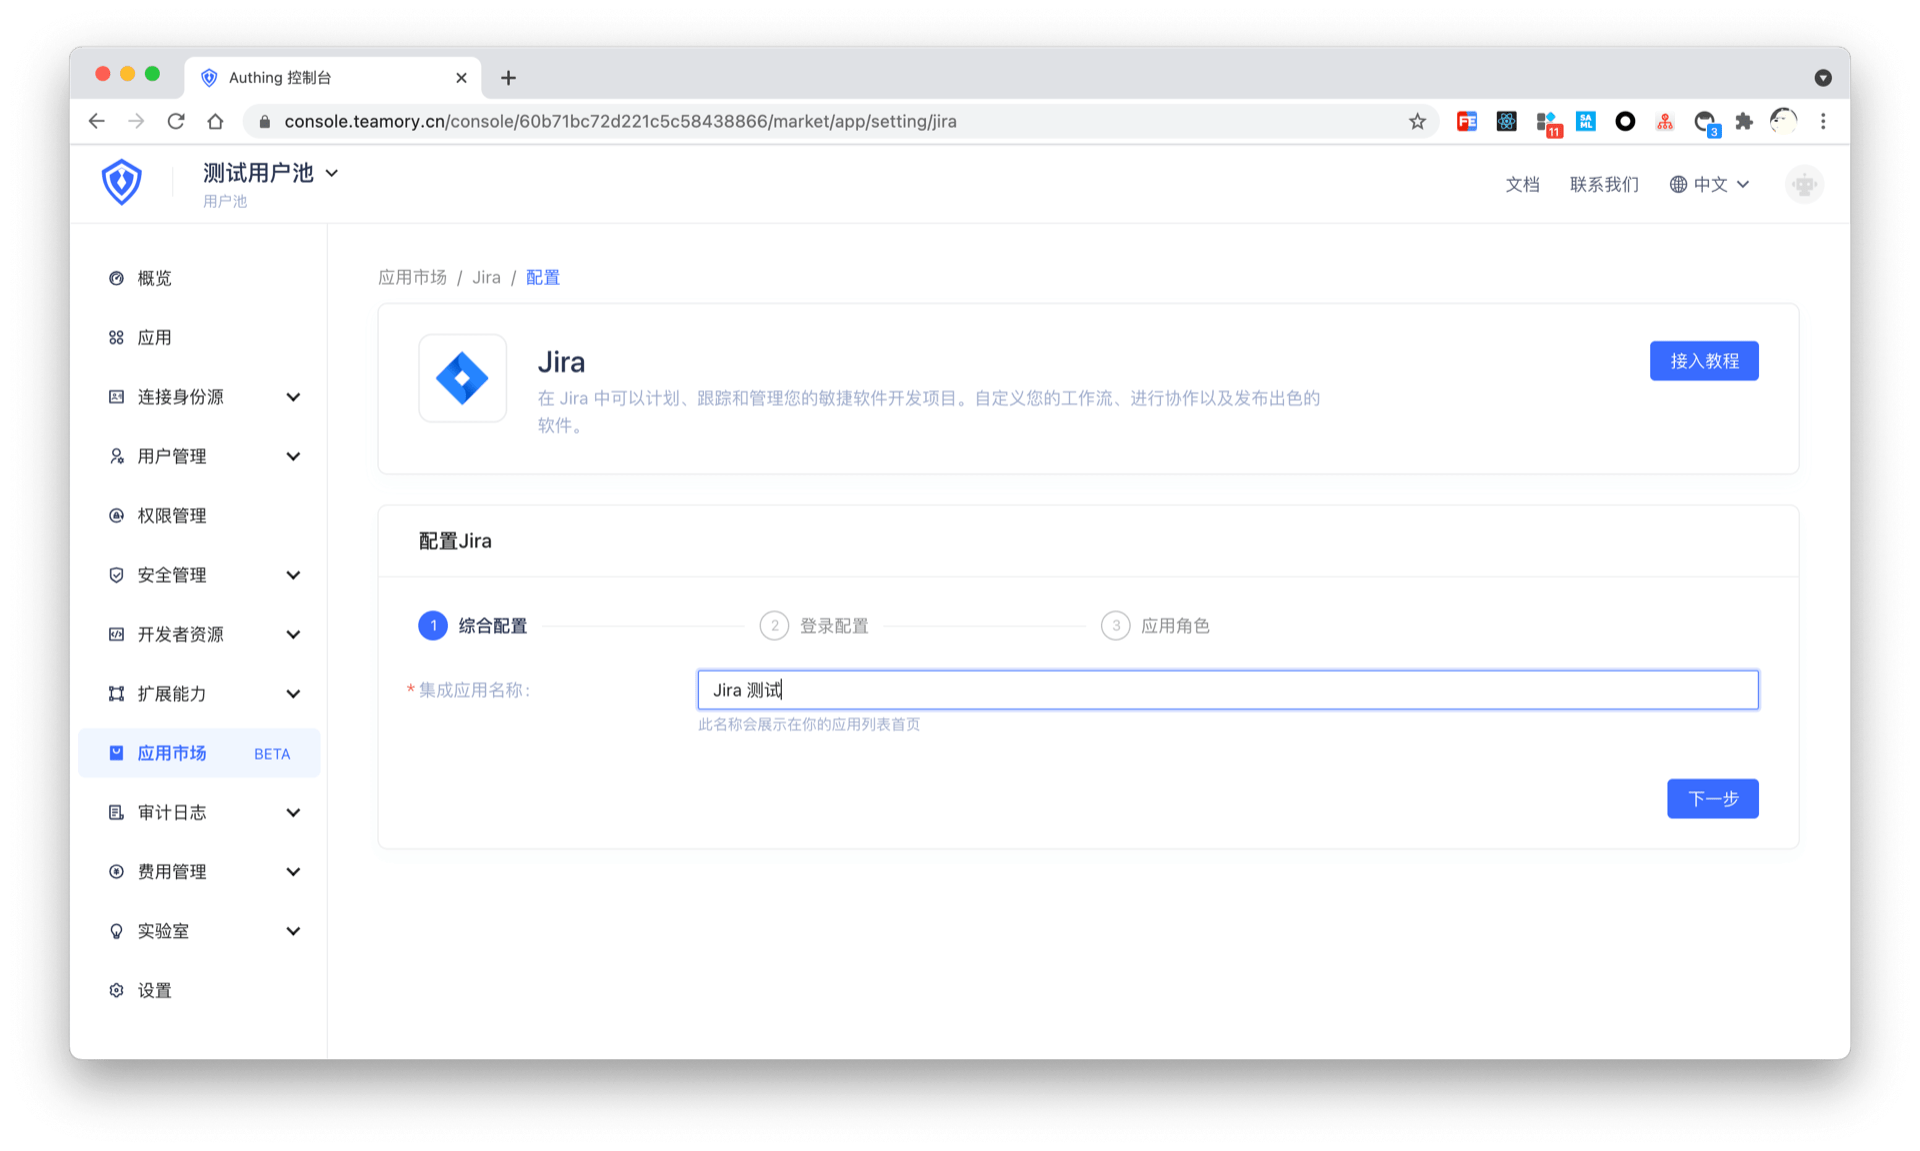 Authing 控制台
console.teamory.cn/console/60b71bc72d221c5c58438866/market/app/setting/jira
FE
11
SA
ML
3
测试用户池
用户池
文档
联系我们
中文
概览
应用
连接身份源
用户管理
权限管理
安全管理
开发者资源
扩展能力
应用市场 BETA
审计日志
费用管理
实验室
设置
应用市场 / Jira / 配置
Jira
在 Jira 中可以计划、跟踪和管理您的敏捷软件开发项目。自定义您的工作流、进行协作以及发布出色的
软件。
接入教程
配置Jira
1 综合配置
2 登录配置
3 应用角色
* 集成应用名称:
Jira 测试
此名称会展示在你的应用列表首页
下一步